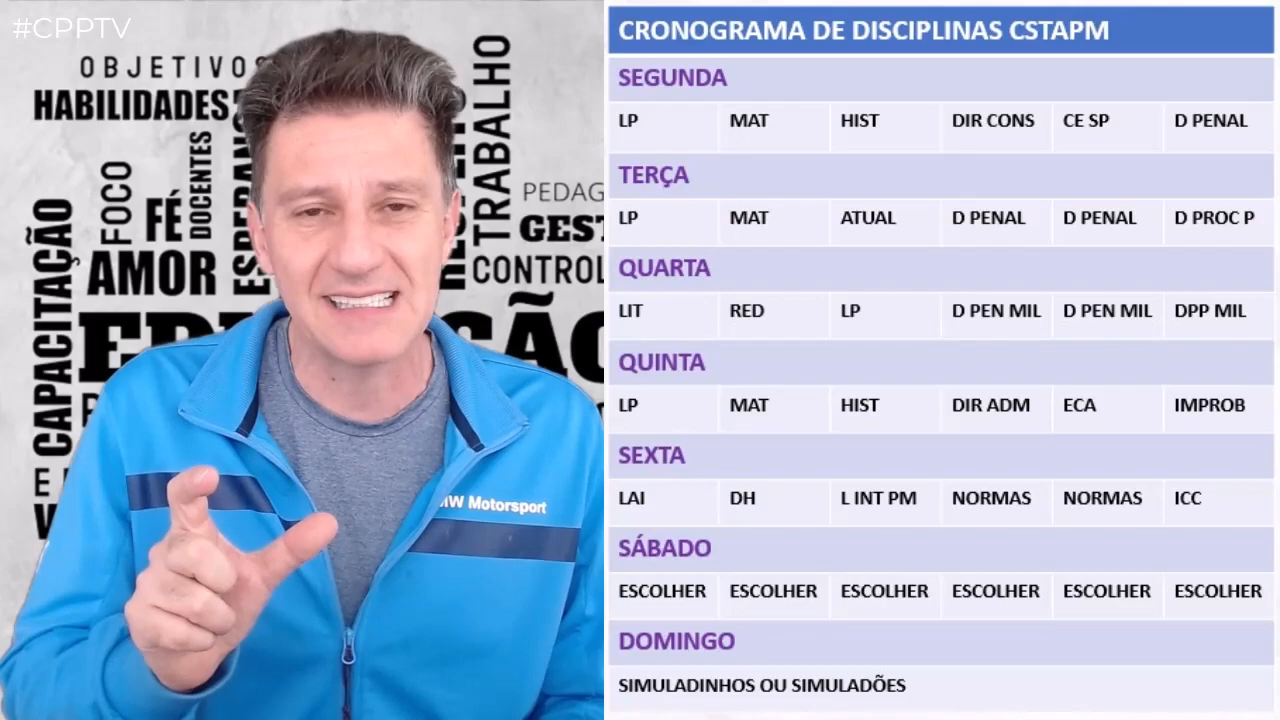 #CPPTV
OBJETIVOS
HABILIDADES
TRABALHO
FOCO
FÉ
DOCENTES
AMOR
CAPACITAÇÃO
PEDAG
GEST
CONTROL
MW Motorsport
CRONOGRAMA DE DISCIPLINAS CSTAPM
SEGUNDA
LP MAT HIST DIR CONS CE SP D PENAL
TERÇA
LP MAT ATUAL D PENAL D PENAL D PROC P
QUARTA
LIT RED LP D PEN MIL D PEN MIL DPP MIL
QUINTA
LP MAT HIST DIR ADM ECA IMPROB
SEXTA
LAI DH L INT PM NORMAS NORMAS ICC
SÁBADO
ESCOLHER ESCOLHER ESCOLHER ESCOLHER ESCOLHER ESCOLHER
DOMINGO
SIMULADINHOS OU SIMULADÕES